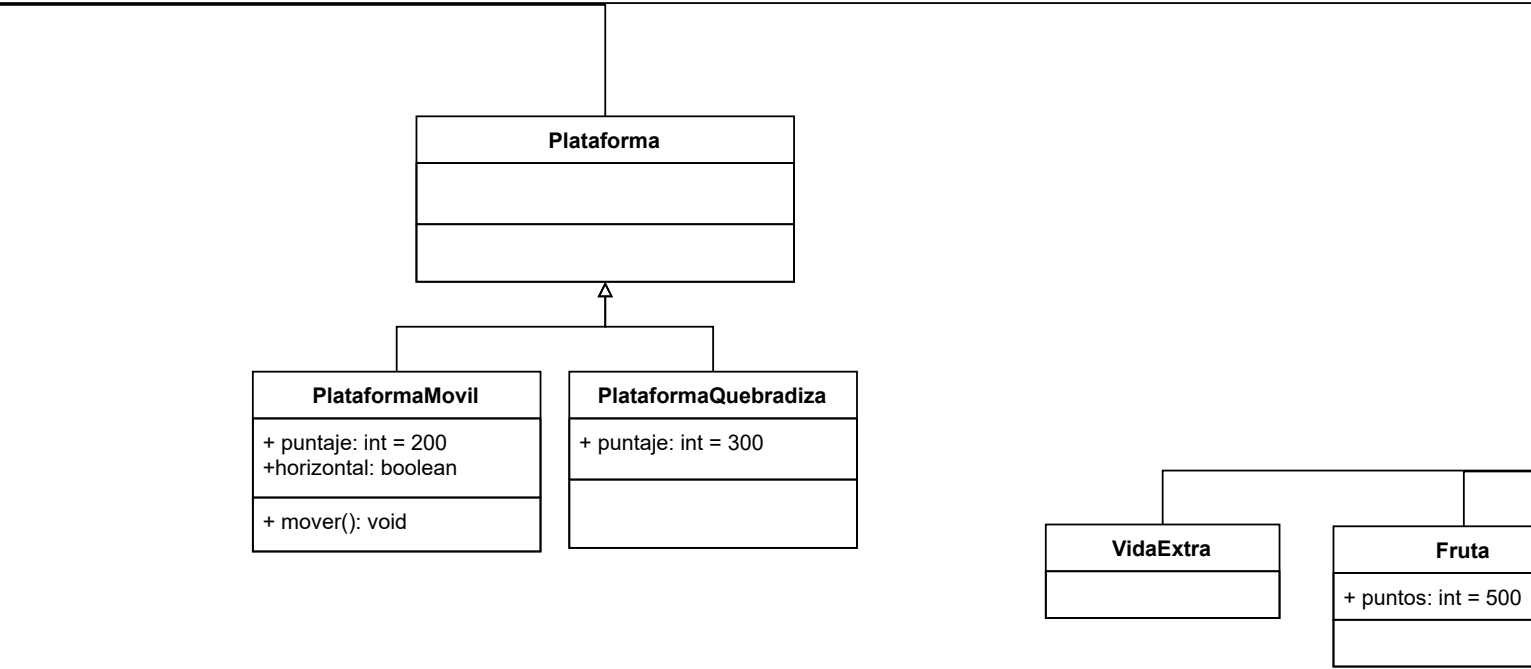 Plataforma
PlataformaMovil
+ puntaje: int = 200
+horizontal: boolean
+ mover(): void
PlataformaQuebradiza
+ puntaje: int = 300
VidaExtra
Fruta
+ puntos: int = 500